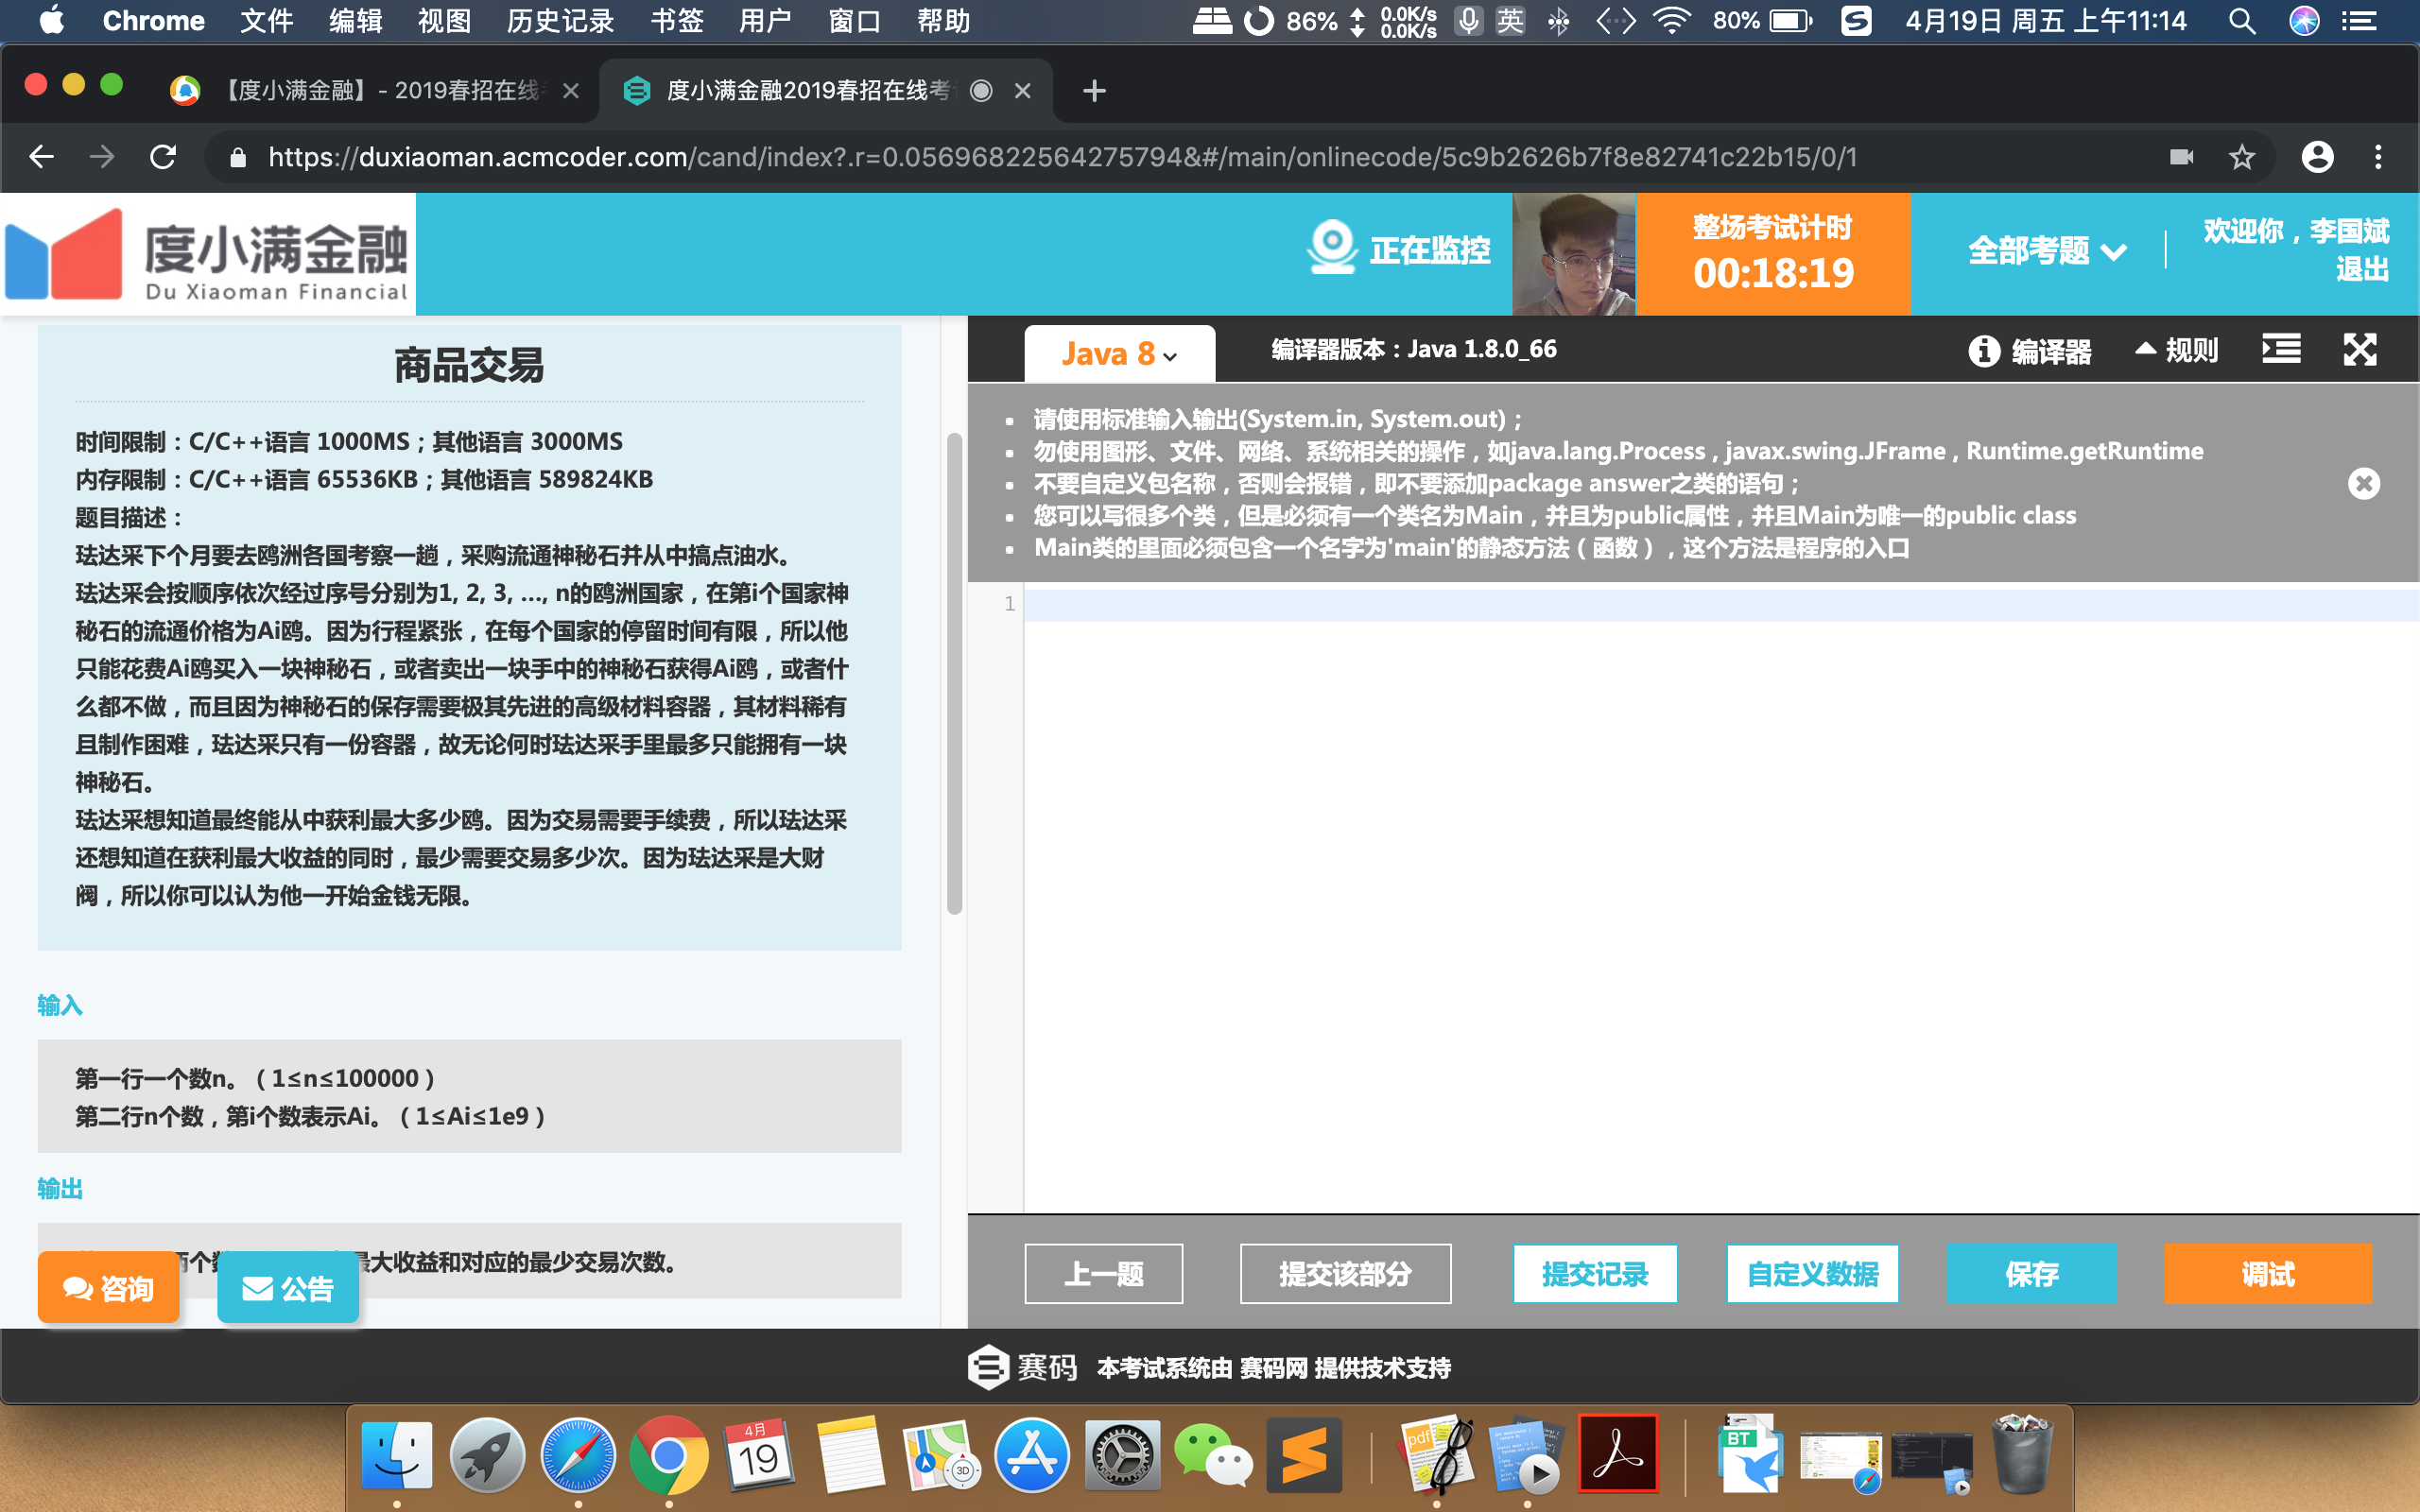 Chrome 文件 编辑 视图 历史记录 书签 用户 窗口 帮助 86% 0.0K/s 0.0K/s 英 80% 4月19日 周五 上午11:14
【度小满金融】- 2019春招在线
度小满金融2019春招在线考
https://duxiaoman.acmcoder.com/cand/index?.r=0.05696822564275794&#/main/onlinecode/5c9b2626b7f8e82741c22b15/0/1
度小满金融
Du Xiaoman Financial
正在监控
整场考试计时
00:18:19
全部考题
欢迎你，李国斌
退出
商品交易
时间限制：C/C++语言 1000MS；其他语言 3000MS
内存限制：C/C++语言 65536KB；其他语言 589824KB
题目描述：
珐达采下个月要去鸥洲各国考察一趟，采购流通神秘石并从中搞点油水。
珐达采会按顺序依次经过序号分别为1, 2, 3, …, n的鸥洲国家，在第i个国家神
秘石的流通价格为Ai鸥。因为行程紧张，在每个国家的停留时间有限，所以他
只能花费Ai鸥买入一块神秘石，或者卖出一块手中的神秘石获得Ai鸥，或者什
么都不做，而且因为神秘石的保存需要极其先进的高级材料容器，其材料稀有
且制作困难，珐达采只有一份容器，故无论何时珐达采手里最多只能拥有一块
神秘石。
珐达采想知道最终能从中获利最大多少鸥。因为交易需要手续费，所以珐达采
还想知道在获利最大收益的同时，最少需要交易多少次。因为珐达采是大财
阀，所以你可以认为他一开始金钱无限。
输入
第一行一个数n。（1≤n≤100000）
第二行n个数，第i个数表示Ai。（1≤Ai≤1e9）
输出
最大收益和对应的最少交易次数。
咨询
公告
Java 8
编译器版本：Java 1.8.0_66
编译器
规则
请使用标准输入输出(System.in, System.out)；
勿使用图形、文件、网络、系统相关的操作，如java.lang.Process , javax.swing.JFrame , Runtime.getRuntime
不要自定义包名称，否则会报错，即不要添加package answer之类的语句；
您可以写很多个类，但是必须有一个类名为Main，并且为public属性，并且Main为唯一的public class
Main类的里面必须包含一个名字为'main'的静态方法（函数），这个方法是程序的入口
1
上一题
提交该部分
提交记录
自定义数据
保存
调试
赛码 本考试系统由 赛码网 提供技术支持
4月
19
3D
pdf
BT